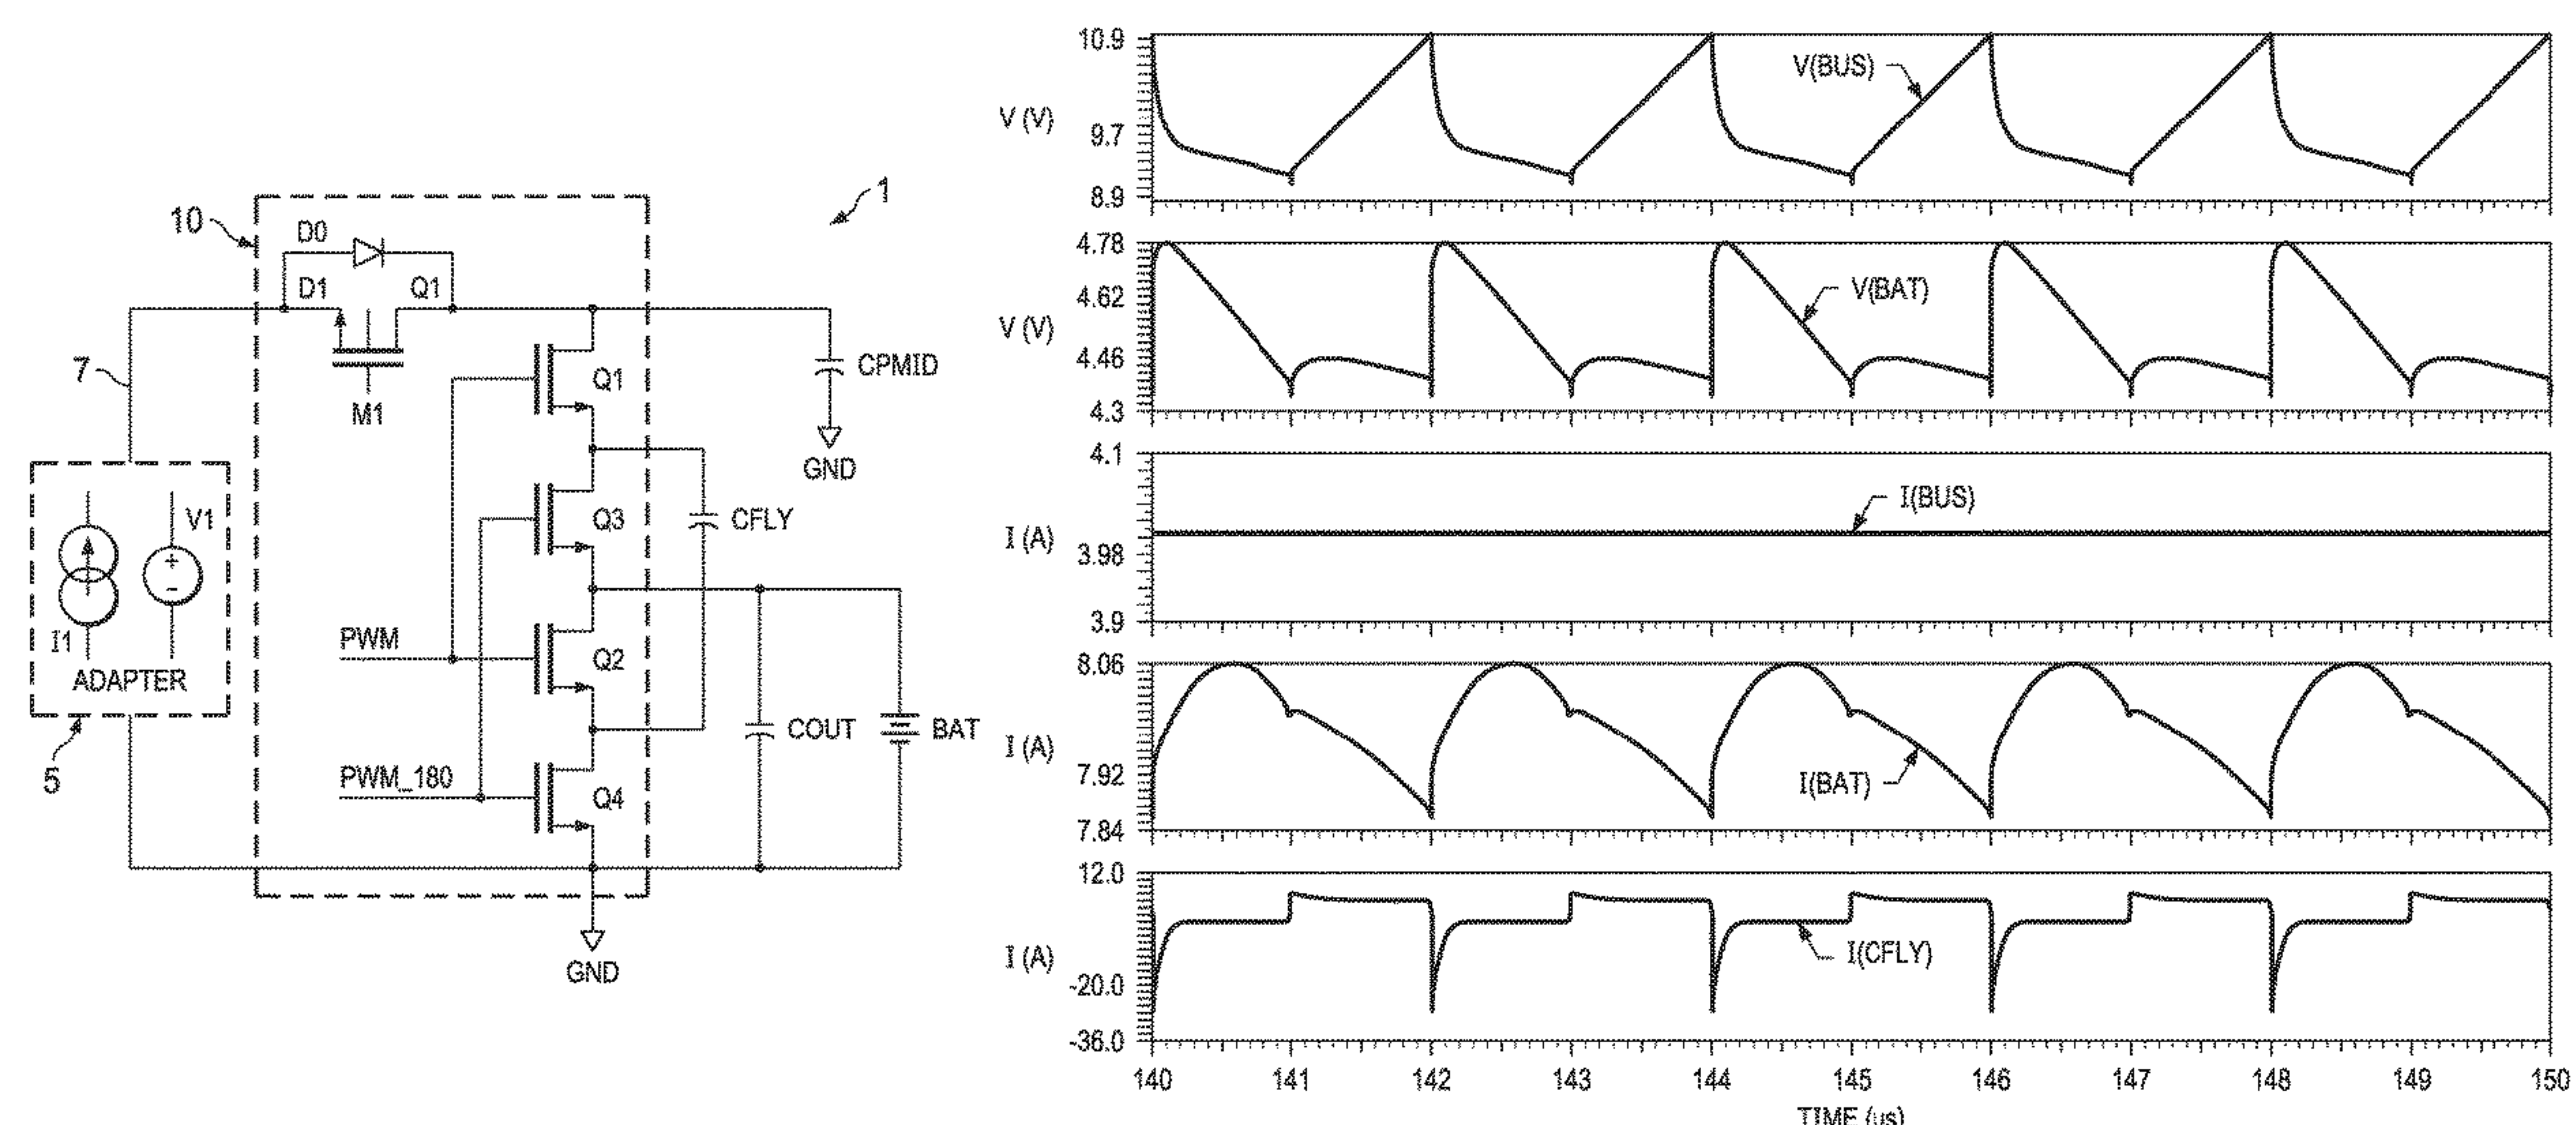 1
10
D0
D1
Q1
M1
7
Q1
CPMID
GND
Q3
CFLY
V1
+
-
I1
ADAPTER
5
PWM
Q2
COUT
BAT
PWM_180
Q4
GND
10.9
V (V)
9.7
8.9
V(BUS)
4.78
4.62
V (V)
4.46
4.3
V(BAT)
4.1
I (A)
3.98
3.9
I(BUS)
8.06
I (A)
7.92
7.84
I(BAT)
12.0
I (A)
-20.0
-36.0
I(CFLY)
140 141 142 143 144 145 146 147 148 149 150
TIME (us)